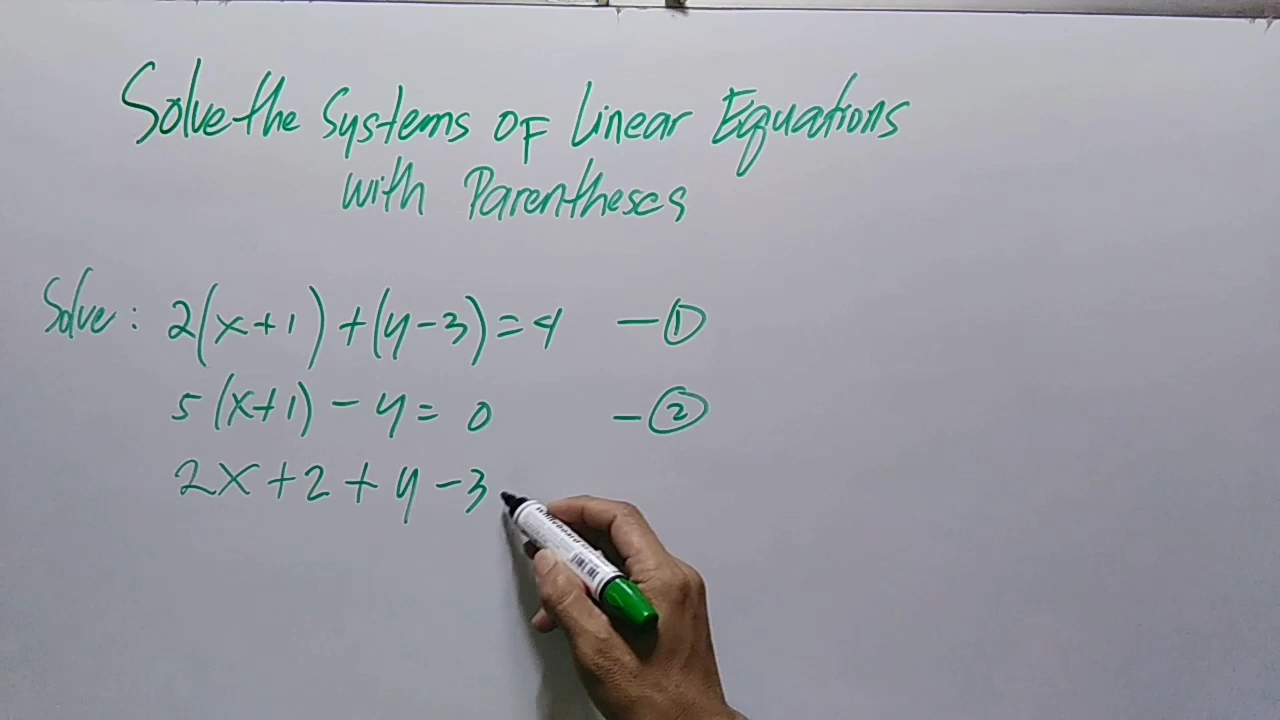 Solve the Systems OF Linear Equations
with Parentheses
Solve: 2(x+1)+(y-3)=4 -①
5(x+1)-y=0 -②
2x+2+y-3
Whiteboard